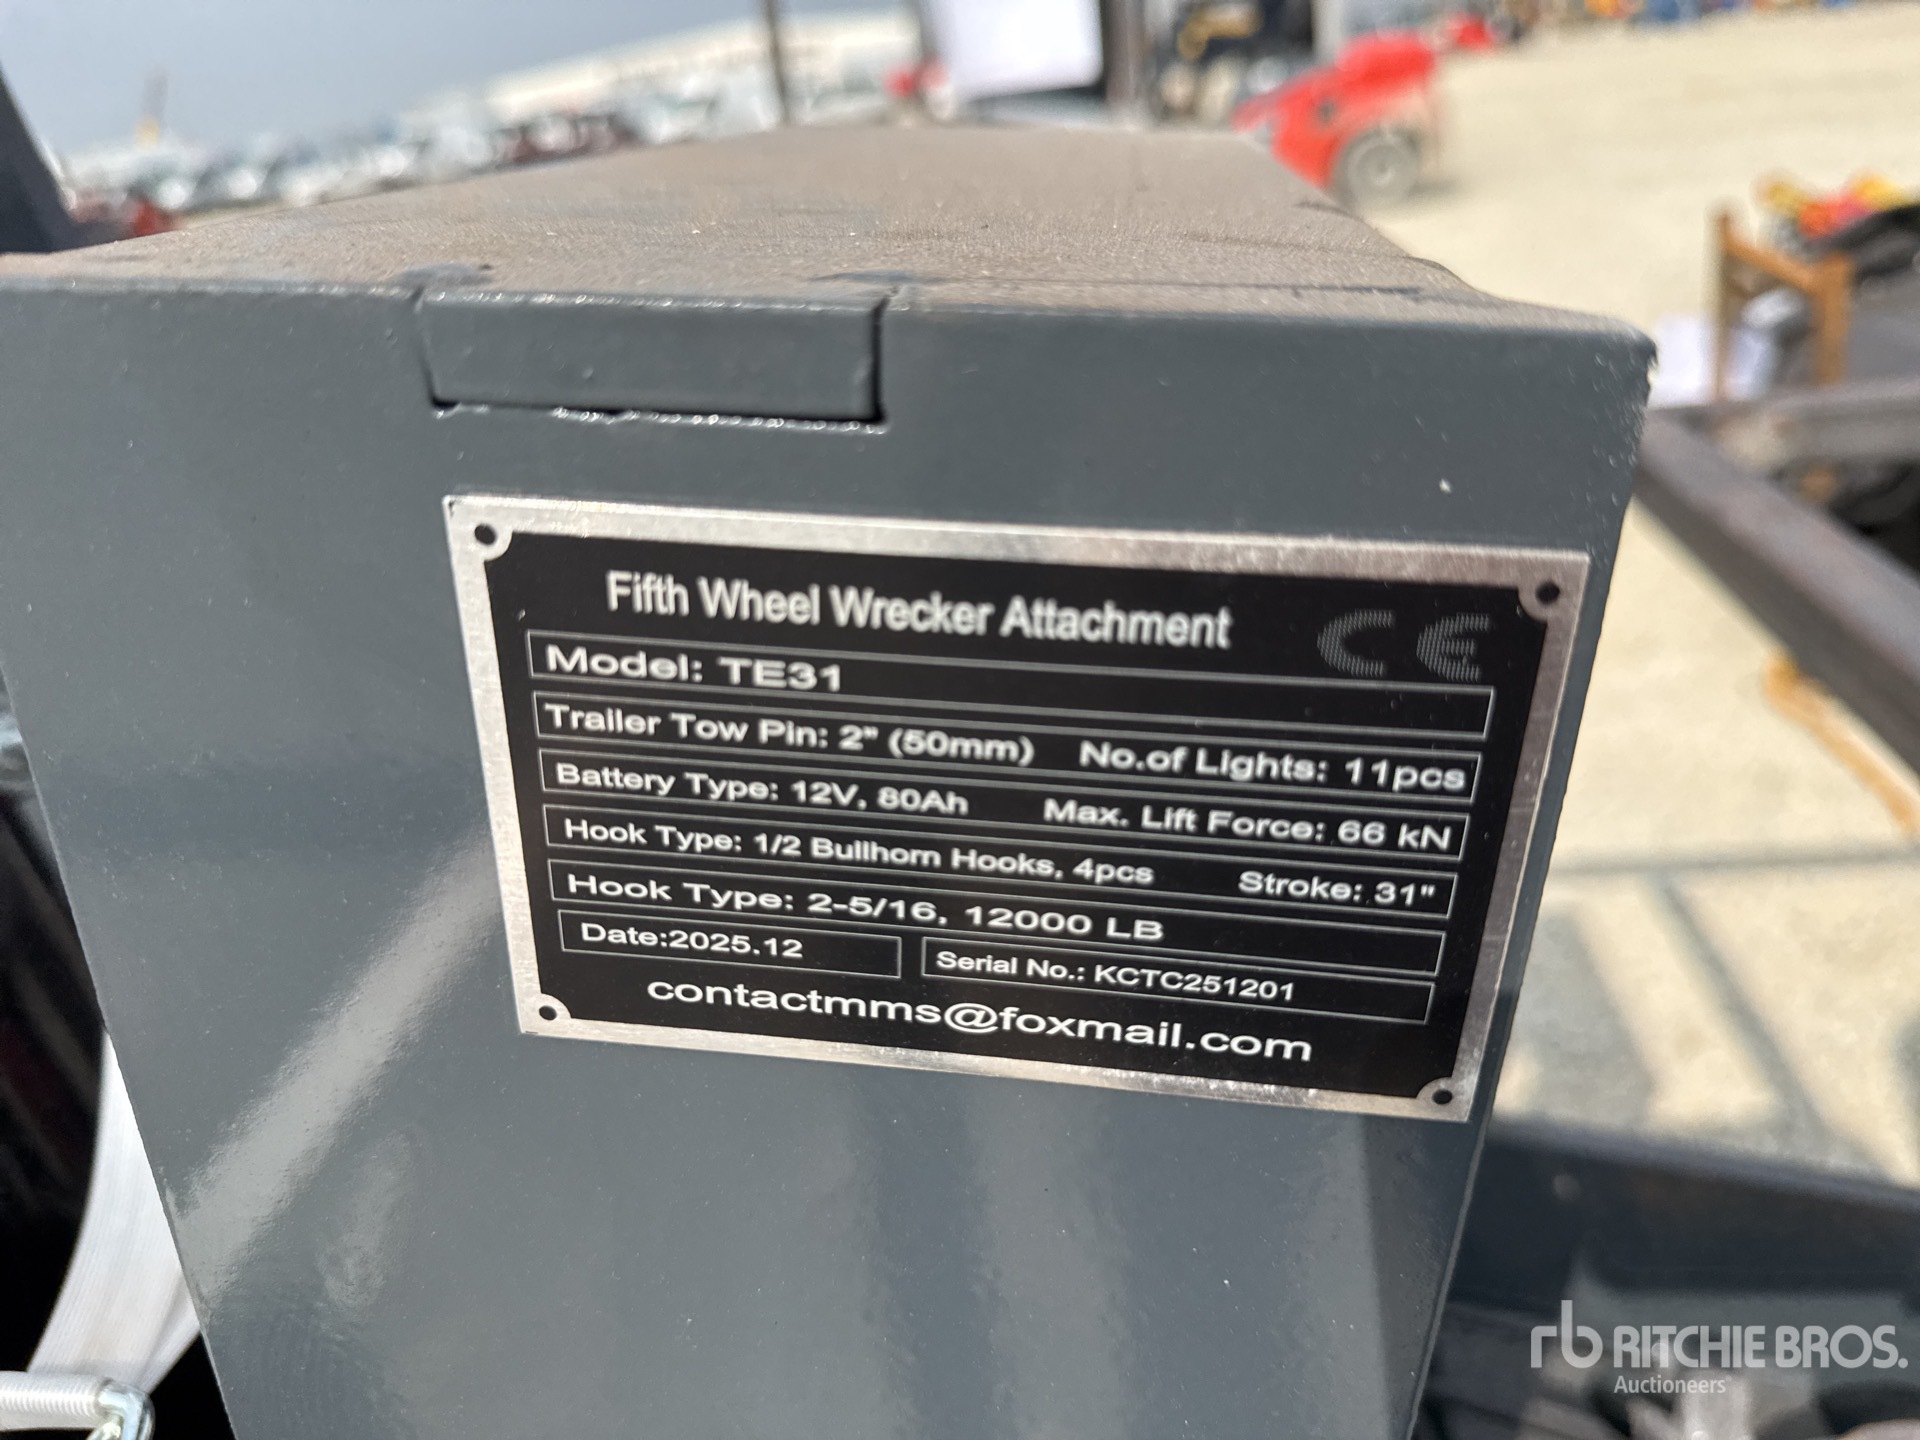 Fifth Wheel Wrecker Attachment CE
Model: TE31
Trailer Tow Pin: 2" (50mm) No.of Lights: 11pcs
Battery Type: 12V, 80Ah Max. Lift Force: 66 kN
Hook Type: 1/2 Bullhorn Hooks, 4pcs Stroke: 31"
Hook Type: 2-5/16, 12000 LB
Date:2025.12 Serial No.: KCTC251201
contactmms@foxmail.com
rb RITCHIE BROS.
Auctioneers